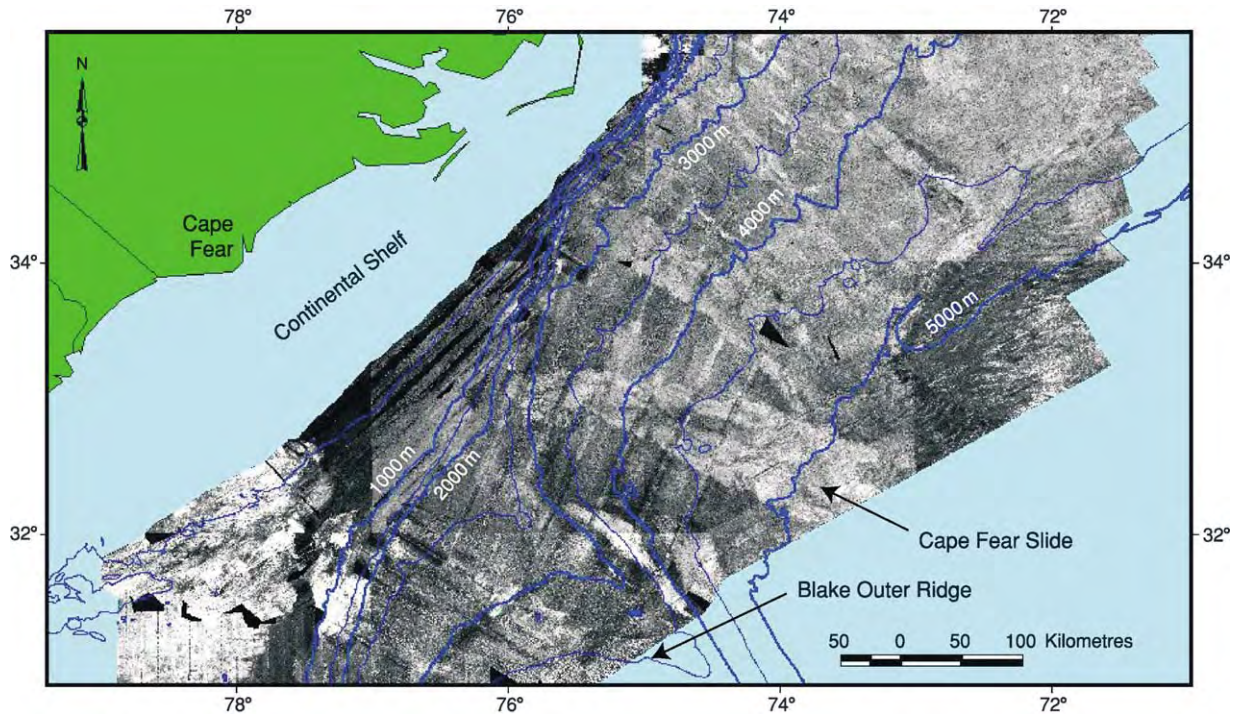 78° 76° 74° 72°
N
3000 m
4000 m
Cape
Fear
34° 34°
Continental Shelf
5000 m
1000 m
2000 m
32° 32°
Cape Fear Slide
Blake Outer Ridge
50 0 50 100 Kilometres
78° 76° 74° 72°